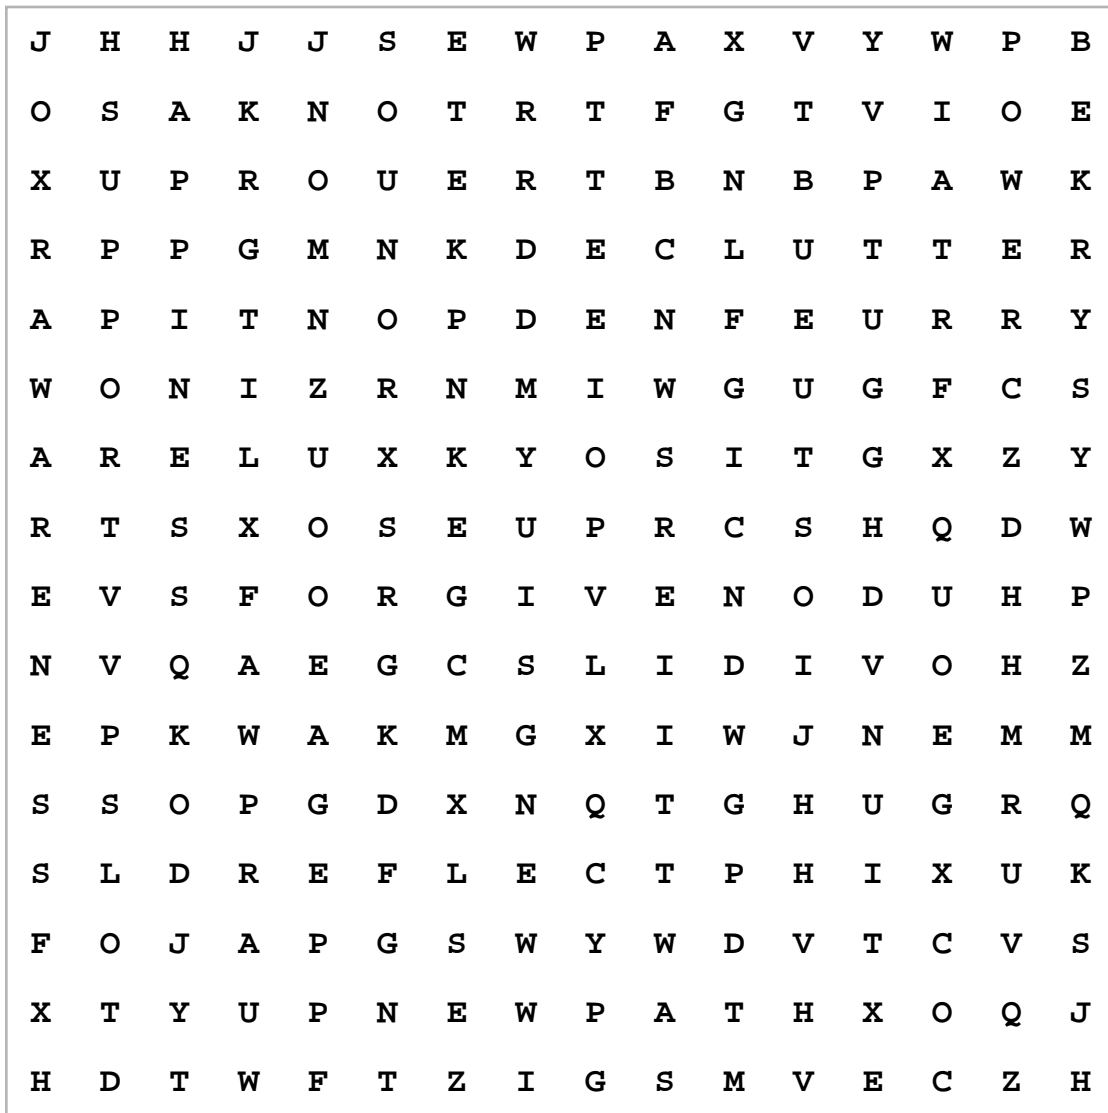 J H H J J S E W P A X V Y W P B
O S A K N O T R T F G T V I O E
X U P R O U E R T B N B P A W K
R P P G M N K D E C L U T T E R
A P I T N O P D E N F E U R R Y
W O N I Z R N M I W G U G F C S
A R E L U X K Y O S I T G X Z Y
R T S X O S E U P R C S H Q D W
E V S F O R G I V E N O D U H P
N V Q A E G C S L I D I V O H Z
E P K W A K M G X I W J N E M M
S S O P G D X N Q T G H U G R Q
S L D R E F L E C T P H I X U K
F O J A P G S W Y W D V T C V S
X T Y U P N E W P A T H X O Q J
H D T W F T Z I G S M V E C Z H